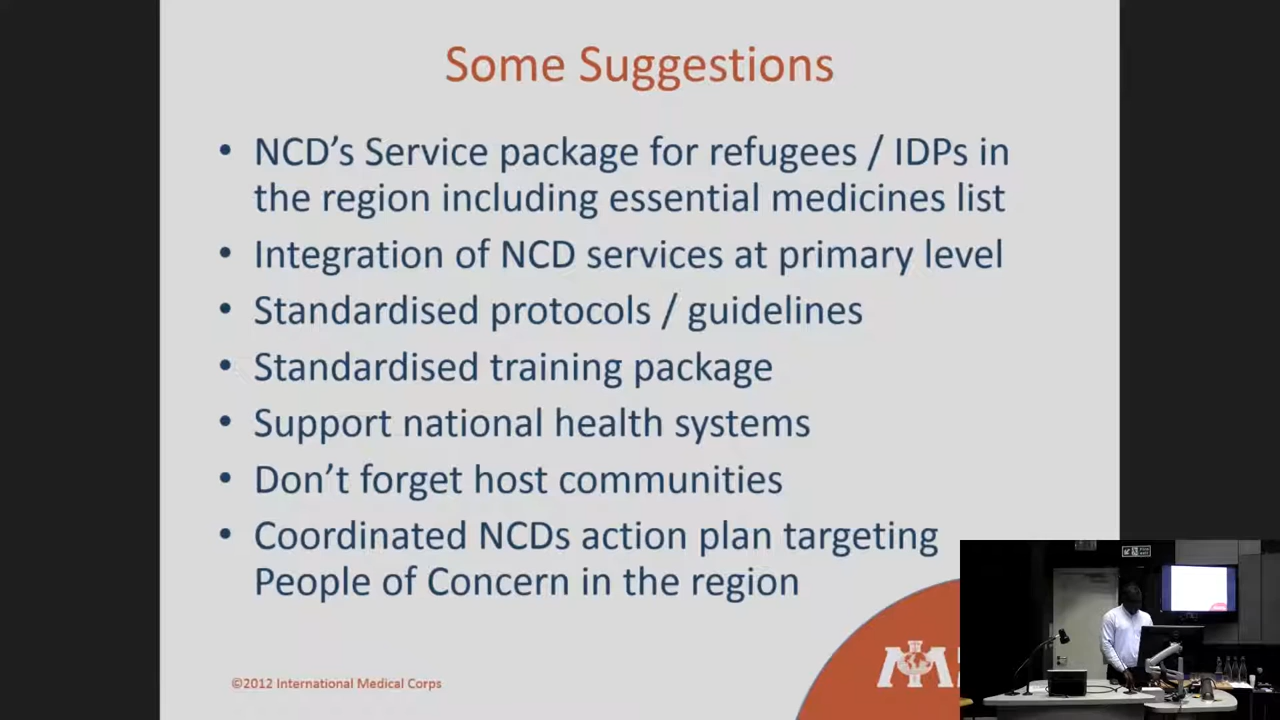 Some Suggestions
• NCD's Service package for refugees / IDPs in
the region including essential medicines list
• Integration of NCD services at primary level
• Standardised protocols / guidelines
• Standardised training package
• Support national health systems
• Don't forget host communities
• Coordinated NCDs action plan targeting
People of Concern in the region
©2012 International Medical Corps